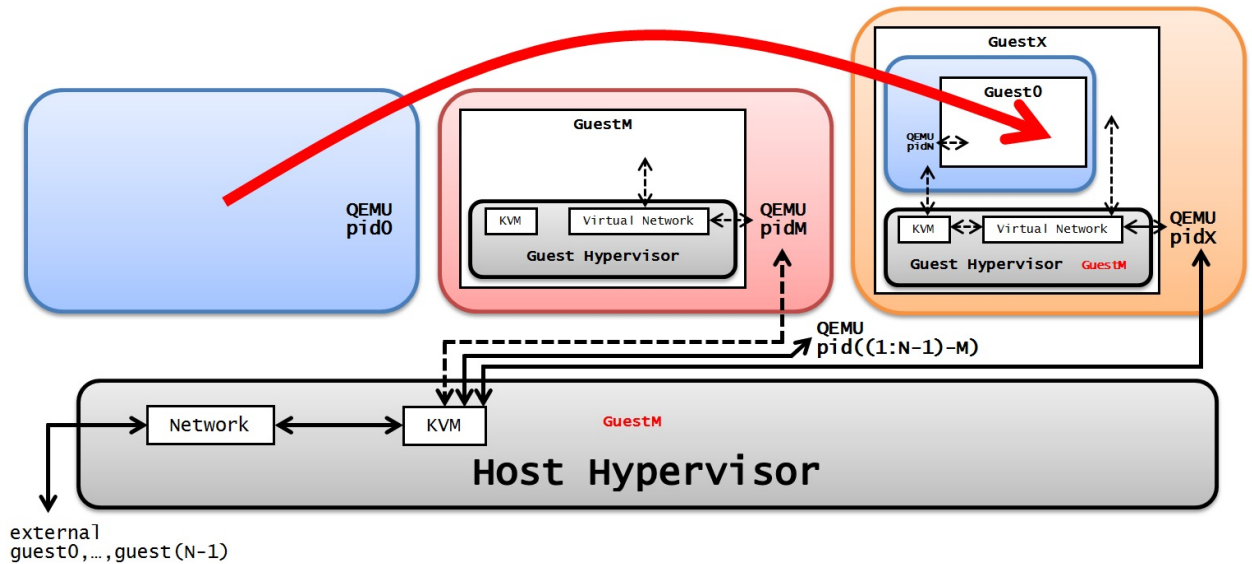 GuestX
Guest0
QEMU
pidN
KVM
Virtual Network
Guest Hypervisor
GuestM
QEMU
pidX
GuestM
KVM
Virtual Network
Guest Hypervisor
QEMU
pidM
QEMU
pid0
QEMU
pid((1:N-1)-M)
Network
KVM
GuestM
Host Hypervisor
external
guest0,…,guest(N-1)